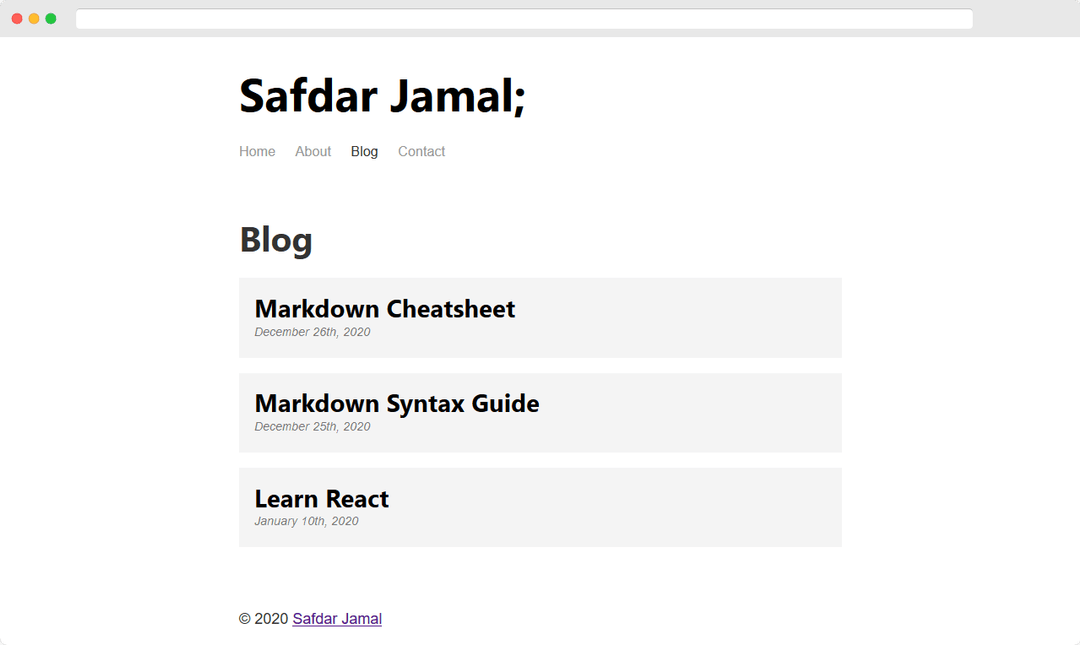 Safdar Jamal;
Home About Blog Contact
Blog
Markdown Cheatsheet
December 26th, 2020
Markdown Syntax Guide
December 25th, 2020
Learn React
January 10th, 2020
© 2020 Safdar Jamal